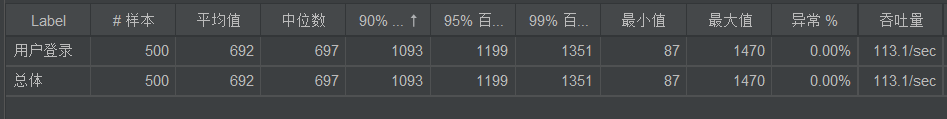 Label # 样本 平均值 中位数 90% ... ↑ 95% 百... 99% 百... 最小值 最大值 异常 % 吞吐量
用户登录 500 692 697 1093 1199 1351 87 1470 0.00% 113.1/sec
总体 500 692 697 1093 1199 1351 87 1470 0.00% 113.1/sec